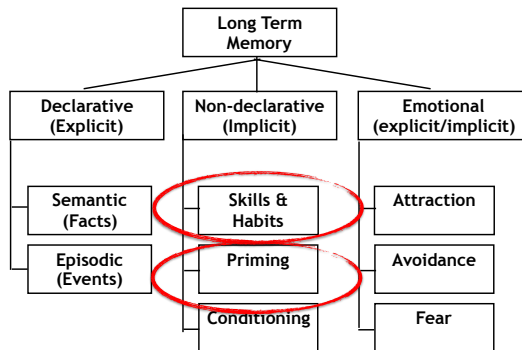 Long Term
Memory
Declarative
(Explicit)
Non-declarative
(Implicit)
Emotional
(explicit/implicit)
Semantic
(Facts)
Skills &
Habits
Attraction
Episodic
(Events)
Priming
Avoidance
Conditioning
Fear